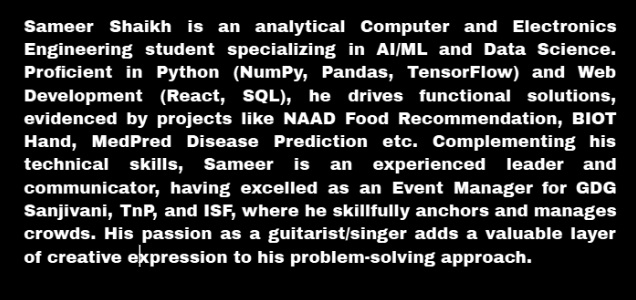 Sameer Shaikh is an analytical Computer and Electronics
Engineering student specializing in AI/ML and Data Science.
Proficient in Python (NumPy, Pandas, TensorFlow) and Web
Development (React, SQL), he drives functional solutions,
evidenced by projects like NAAD Food Recommendation, BIOT
Hand, MedPred Disease Prediction etc. Complementing his
technical skills, Sameer is an experienced leader and
communicator, having excelled as an Event Manager for GDG
Sanjivani, TnP, and ISF, where he skillfully anchors and manages
crowds. His passion as a guitarist/singer adds a valuable layer
of creative expression to his problem-solving approach.